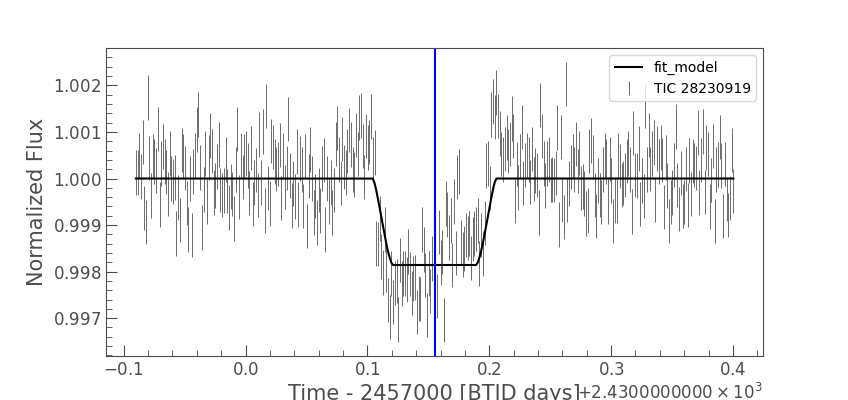 fit_model
TIC 28230919
Normalized Flux
1.002
1.001
1.000
0.999
0.998
0.997
−0.1 0.0 0.1 0.2 0.3 0.4
Time - 2457000 [BTJD days]
+2.4300000000 × 10³